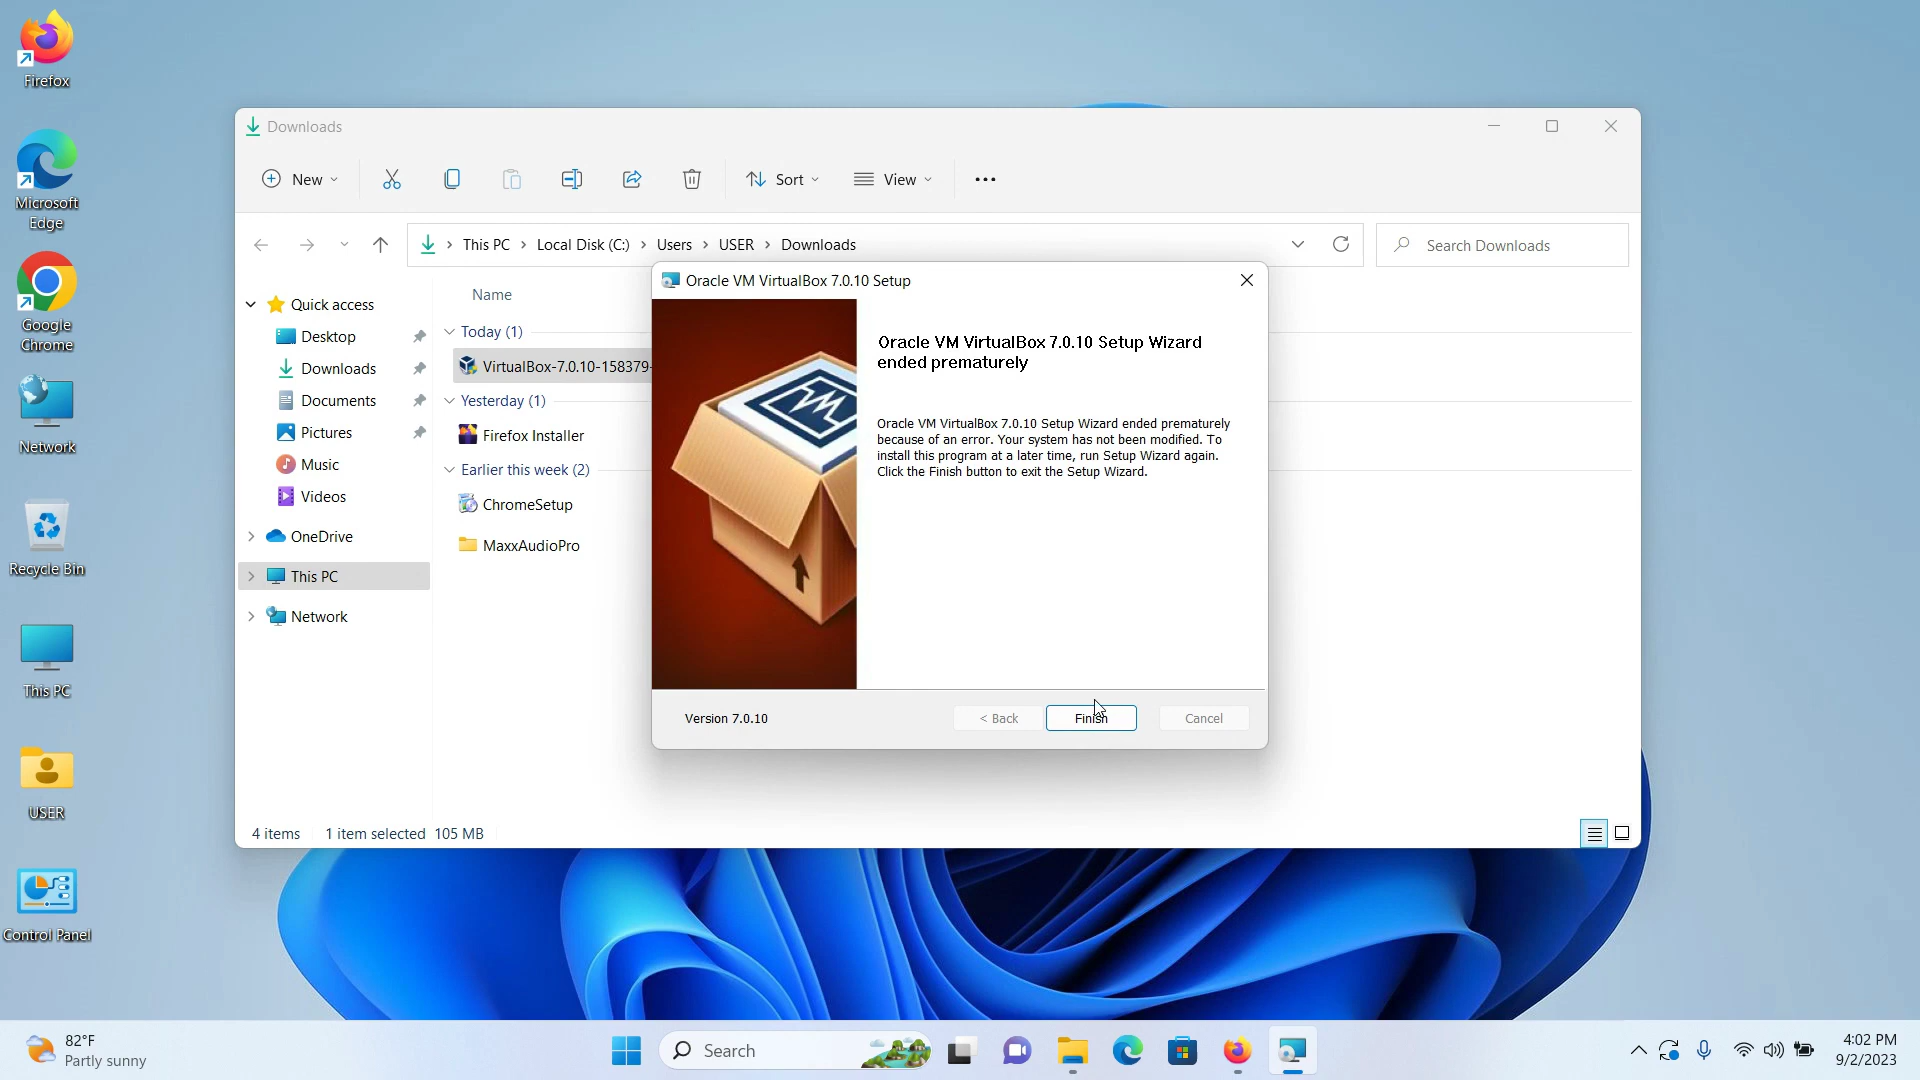 Firefox
Microsoft
Edge
Google
Chrome
Network
Recycle Bin
This PC
USER
Control Panel
Downloads
New
Sort
View
This PC
Local Disk (C:)
Users
USER
Downloads
Search Downloads
Quick access
Desktop
Downloads
Documents
Pictures
Music
Videos
OneDrive
This PC
Network
Name
Today (1)
VirtualBox-7.0.10-158379-
Yesterday (1)
Firefox Installer
Earlier this week (2)
ChromeSetup
MaxxAudioPro
4 items
1 item selected 105 MB
Oracle VM VirtualBox 7.0.10 Setup
Oracle VM VirtualBox 7.0.10 Setup Wizard
ended prematurely
Oracle VM VirtualBox 7.0.10 Setup Wizard ended prematurely
because of an error. Your system has not been modified. To
install this program at a later time, run Setup Wizard again.
Click the Finish button to exit the Setup Wizard.
Version 7.0.10
< Back
Finish
Cancel
82°F
Partly sunny
Search
4:02 PM
9/2/2023